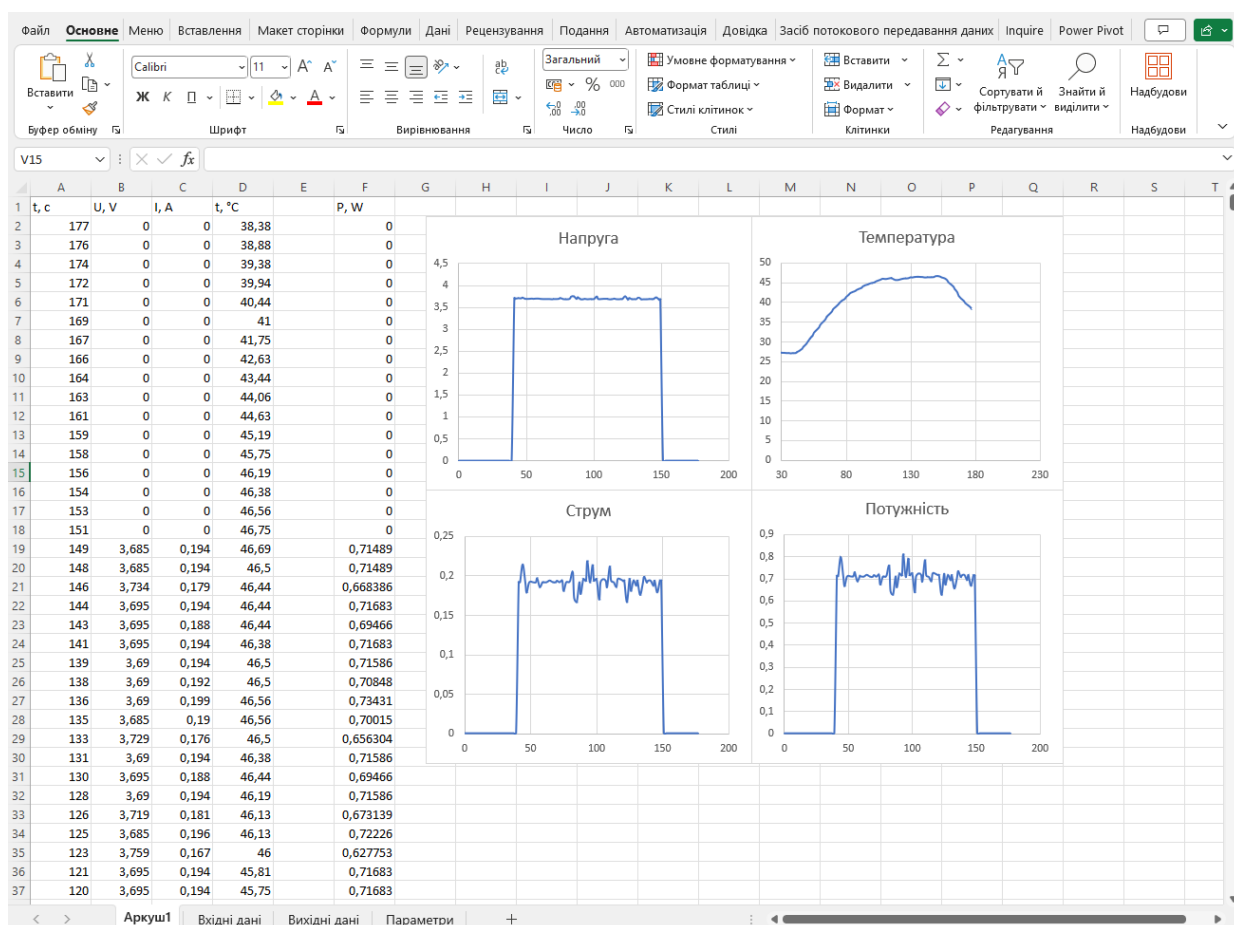 Файл Основне Меню Вставлення Макет сторінки Формули Дані Рецензування Подання Автоматизація Довідка Засіб потокового передавання даних Inquire Power Pivot
Вставити
Буфер обміну
Calibri 11
Ж К П
Шрифт
Вирівнювання
Загальний
% 000
Число
Умовне форматування
Формат таблиці
Стилі клітинок
Стилі
Вставити
Видалити
Формат
Клітинки
Сортувати й фільтрувати
Знайти й виділити
Редагування
Надбудови
Надбудови
V15 fx
A B C D E F G H I J K L M N O P Q R S T
1 t, c U, V I, A t, °C P, W
2 177 0 0 38,38 0
3 176 0 0 38,88 0
4 174 0 0 39,38 0
5 172 0 0 39,94 0
6 171 0 0 40,44 0
7 169 0 0 41 0
8 167 0 0 41,75 0
9 166 0 0 42,63 0
10 164 0 0 43,44 0
11 163 0 0 44,06 0
12 161 0 0 44,63 0
13 159 0 0 45,19 0
14 158 0 0 45,75 0
15 156 0 0 46,19 0
16 154 0 0 46,38 0
17 153 0 0 46,56 0
18 151 0 0 46,75 0
19 149 3,685 0,194 46,69 0,71489
20 148 3,685 0,194 46,5 0,71489
21 146 3,734 0,179 46,44 0,668386
22 144 3,695 0,194 46,44 0,71683
23 143 3,695 0,188 46,44 0,69466
24 141 3,695 0,194 46,38 0,71683
25 139 3,69 0,194 46,5 0,71586
26 138 3,69 0,192 46,5 0,70848
27 136 3,69 0,199 46,56 0,73431
28 135 3,685 0,19 46,56 0,70015
29 133 3,729 0,176 46,5 0,656304
30 131 3,69 0,194 46,38 0,71586
31 130 3,695 0,188 46,44 0,69466
32 128 3,69 0,194 46,19 0,71586
33 126 3,719 0,181 46,13 0,673139
34 125 3,685 0,196 46,13 0,72226
35 123 3,759 0,167 46 0,627753
36 121 3,695 0,194 45,81 0,71683
37 120 3,695 0,194 45,75 0,71683
Напруга
4,5
4
3,5
3
2,5
2
1,5
1
0,5
0
0 50 100 150 200
Температура
50
45
40
35
30
25
20
15
10
5
0
30 80 130 180 230
Струм
0,25
0,2
0,15
0,1
0,05
0
0 50 100 150 200
Потужність
0,9
0,8
0,7
0,6
0,5
0,4
0,3
0,2
0,1
0
0 50 100 150 200
Аркуш1 Вхідні дані Вихідні дані Параметри +